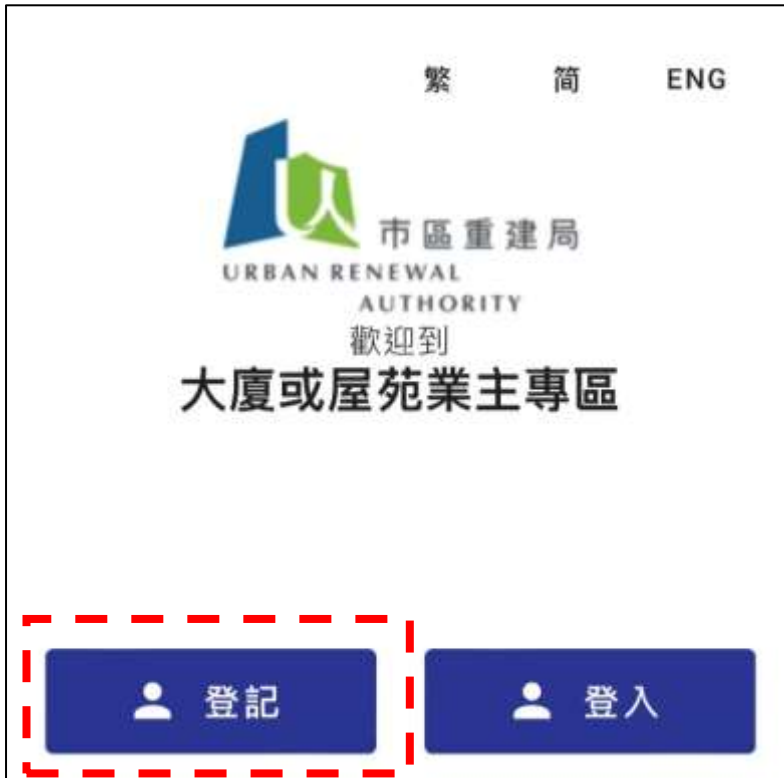 繁 简 ENG
市區重建局
URBAN RENEWAL
AUTHORITY
歡迎到
大廈或屋苑業主專區
登記 登入